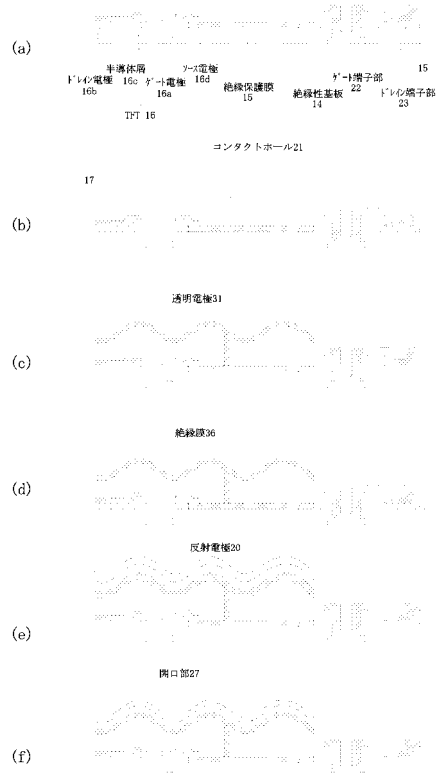 (a)
15
半導体層
16c
ソース電極
16d
ゲート端子部
22
ドレイン電極
16b
ゲート電極
16a
絶縁保護膜
15
絶縁性基板
14
ドレイン端子部
23
TFT 16
コンタクトホール21
17
(b)
透明電極31
(c)
絶縁膜36
(d)
反射電極20
(e)
開口部27
(f)